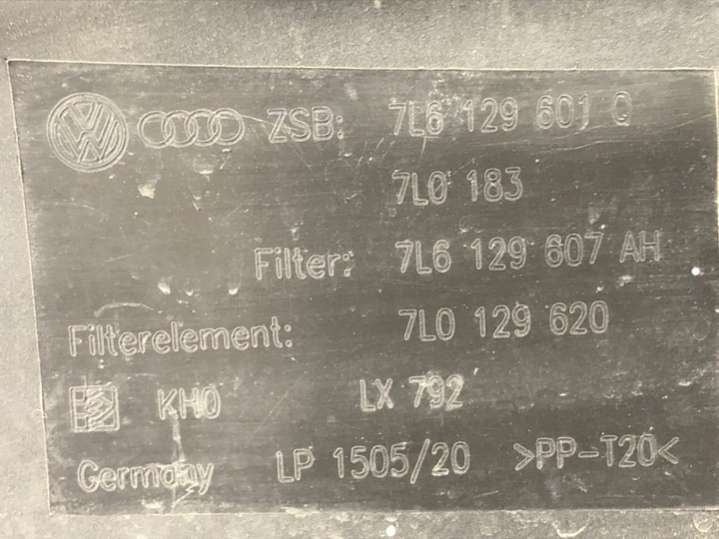 ZSB: 7L6 129 601 Q
7L0 183
Filter: 7L6 129 607 AH
Filterelement: 7L0 129 620
KHO LX 792
Germany LP 1505/20 >PP-T20<